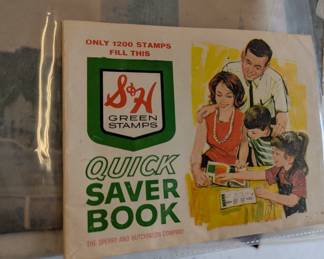 ONLY 1200 STAMPS
FILL THIS
S&H
GREEN
STAMPS
QUICK
SAVER
BOOK
THE SPERRY AND HUTCHINSON COMPANY